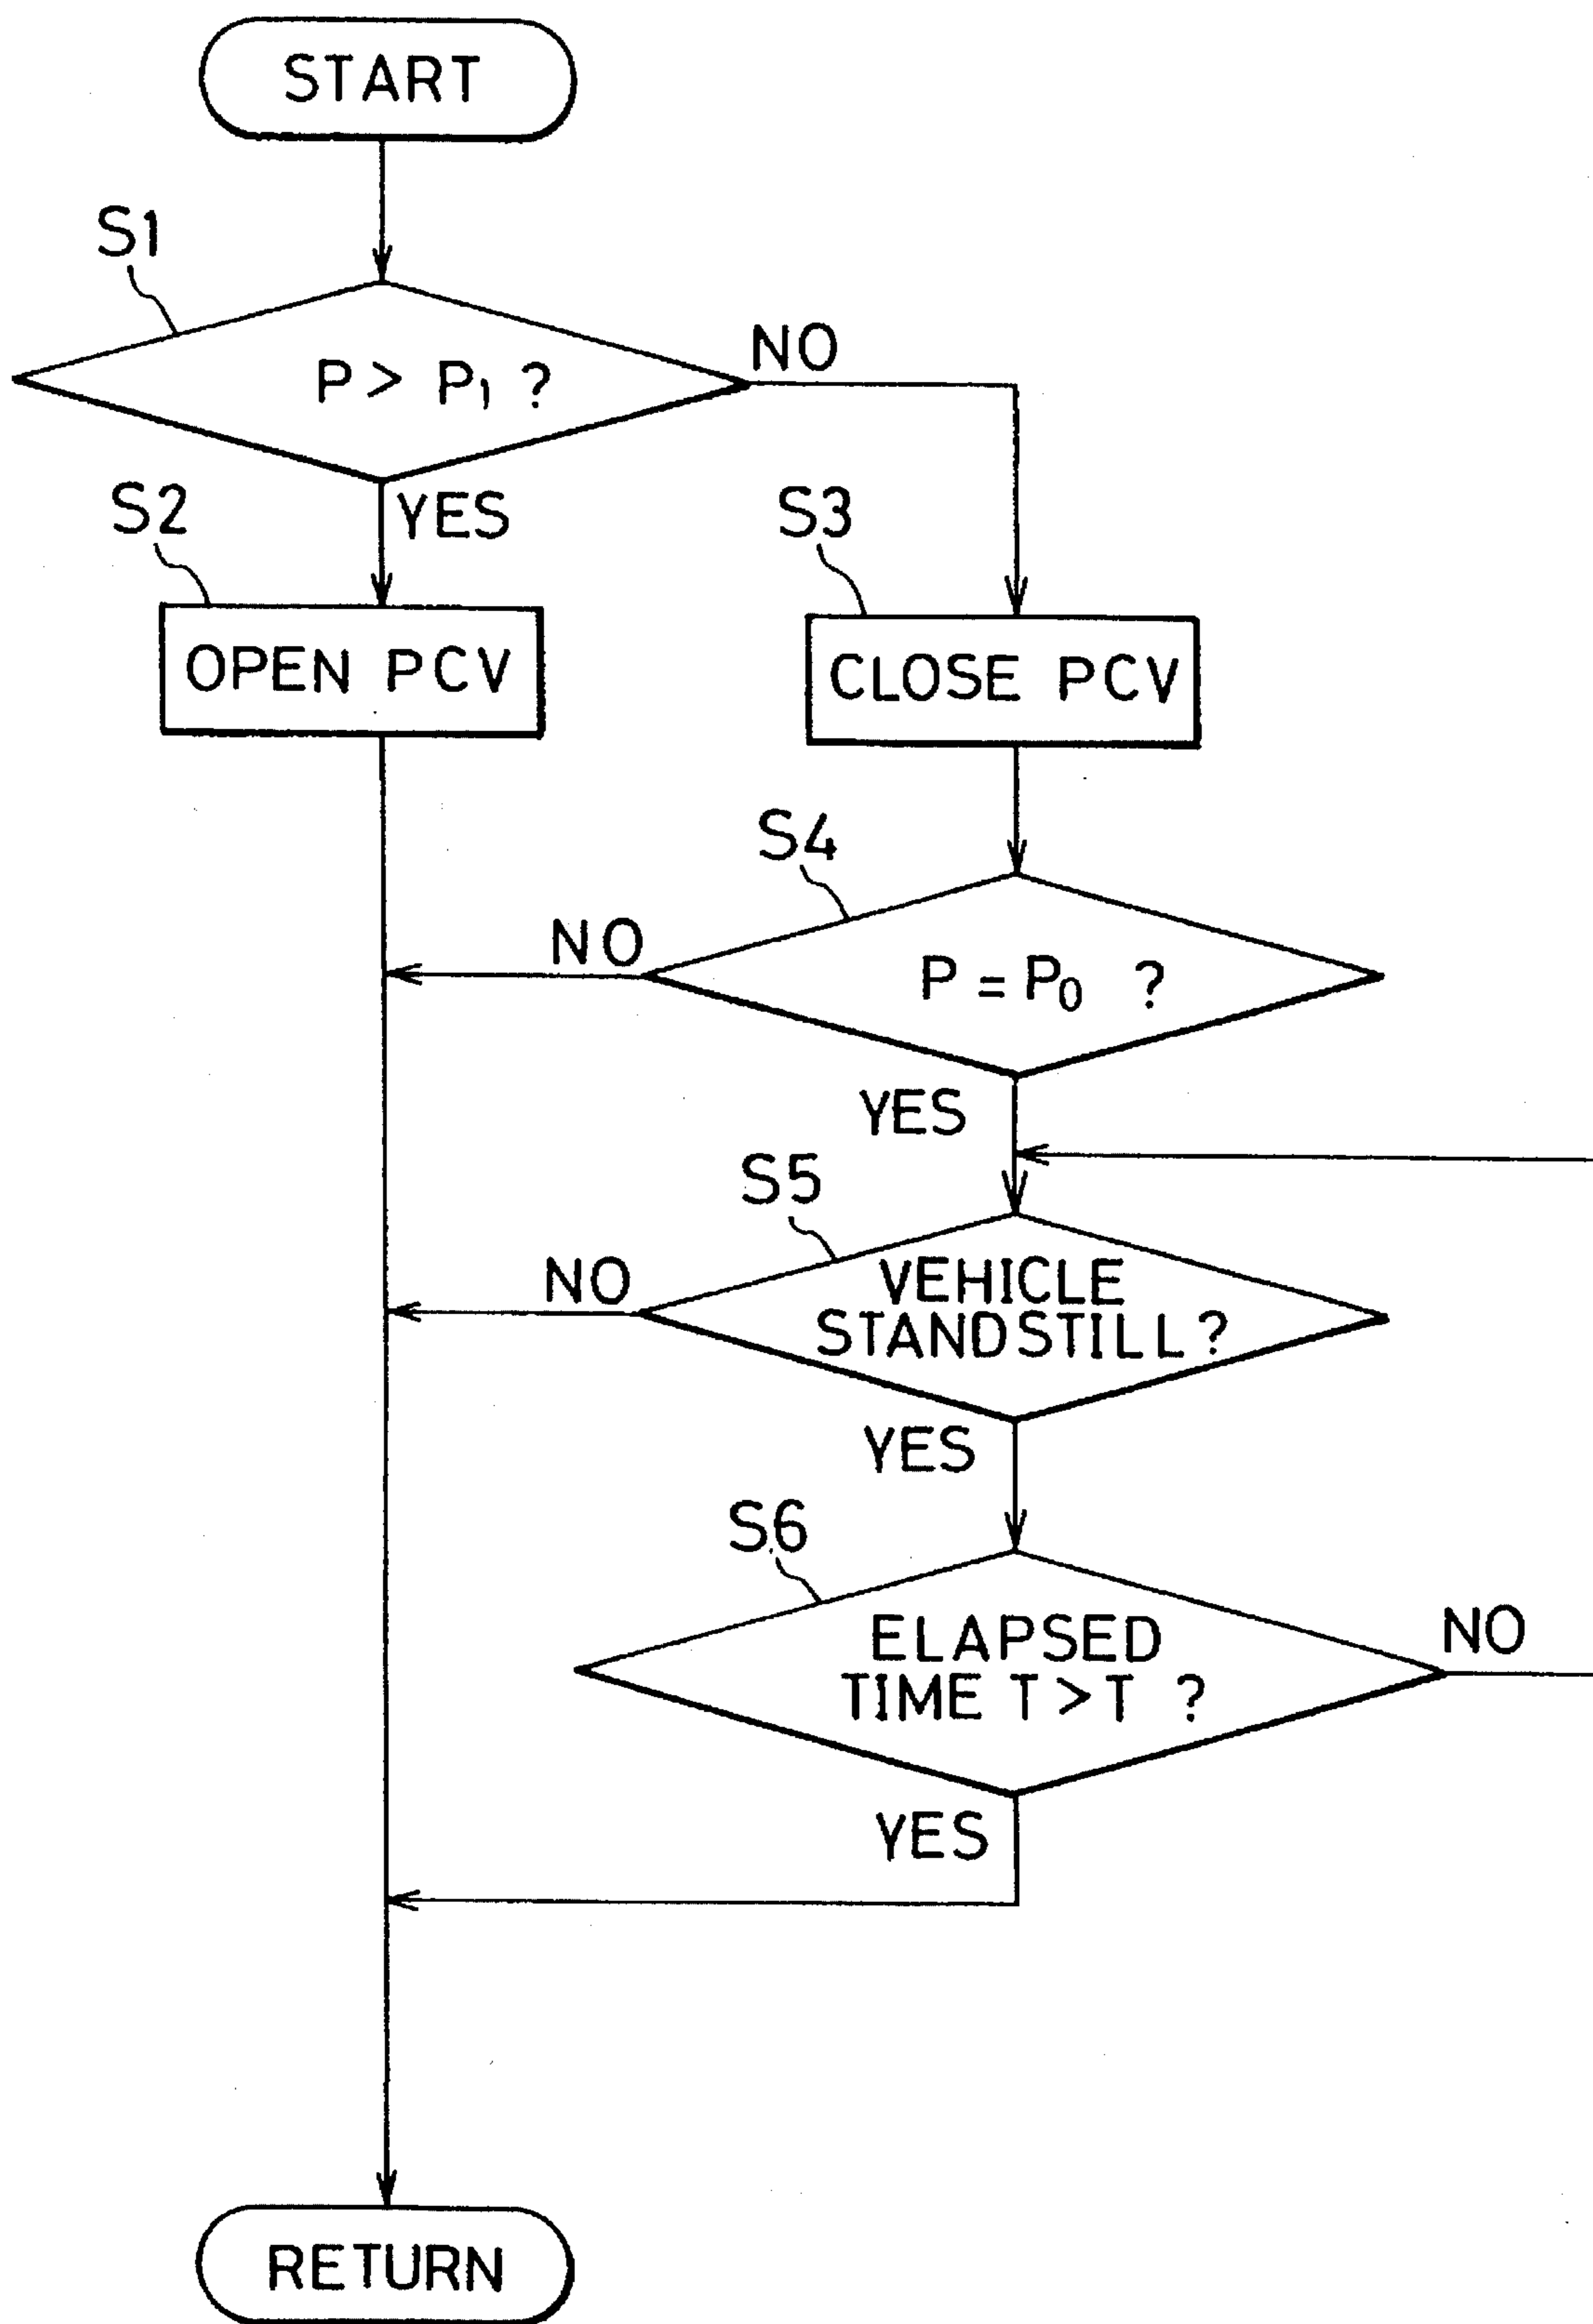 START
S1
P > P₁ ?
NO
S2
YES
S3
OPEN PCV
CLOSE PCV
S4
NO
P = P₀ ?
YES
S5
NO
VEHICLE
STANDSTILL?
YES
S6
ELAPSED
TIME T > T ?
NO
YES
RETURN